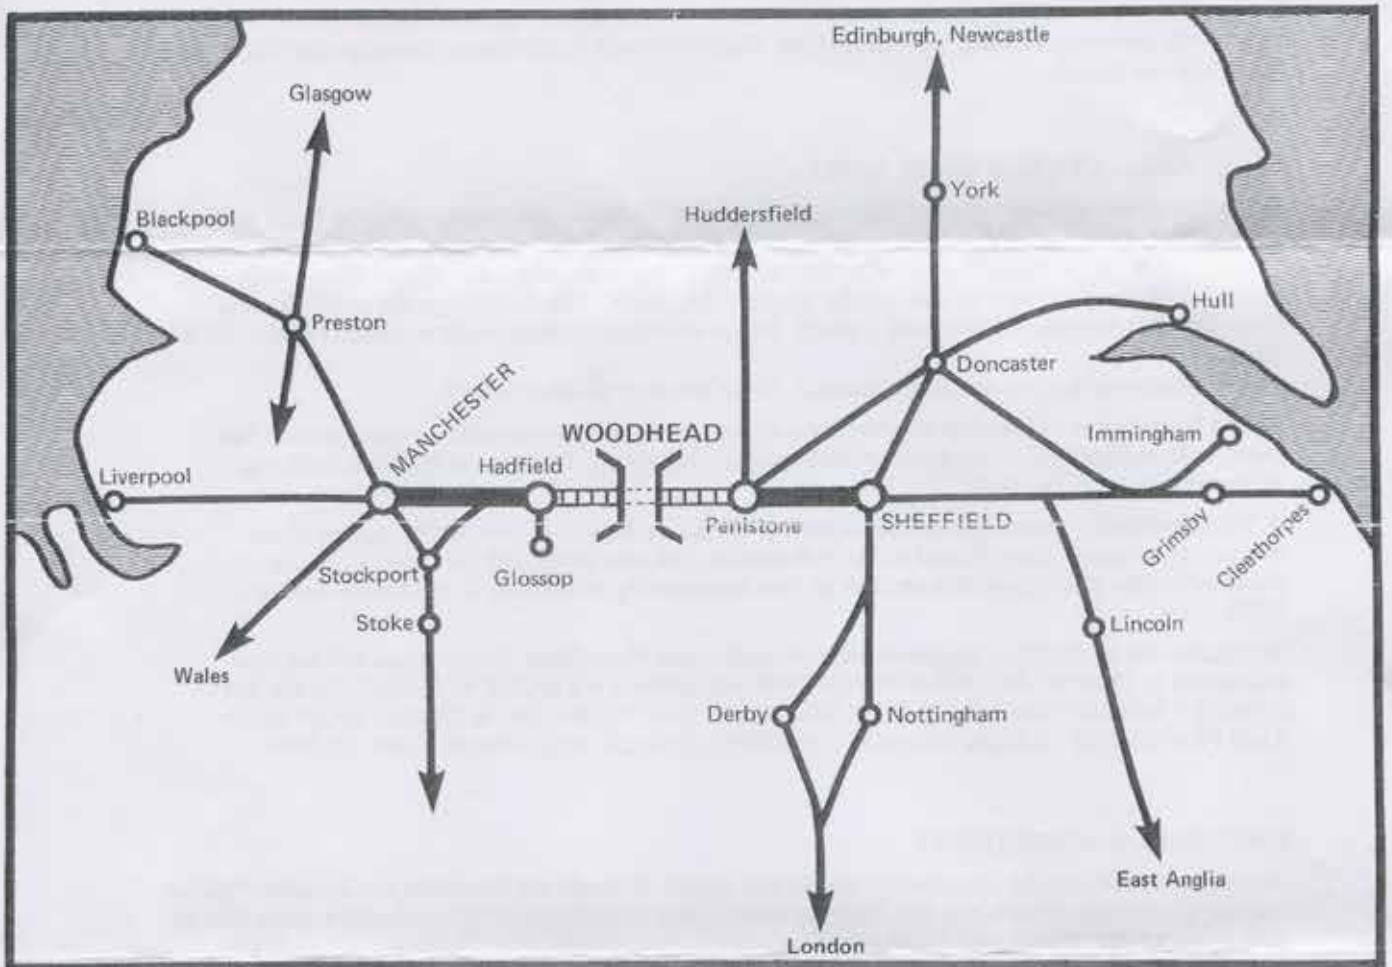 Edinburgh, Newcastle
Glasgow
York
Huddersfield
Blackpool
Hull
Preston
Doncaster
MANCHESTER
WOODHEAD
Immingham
Hadfield
Liverpool
Penistone
SHEFFIELD
Grimsby
Cleethorpes
Stockport
Glossop
Stoke
Lincoln
Wales
Derby
Nottingham
East Anglia
London